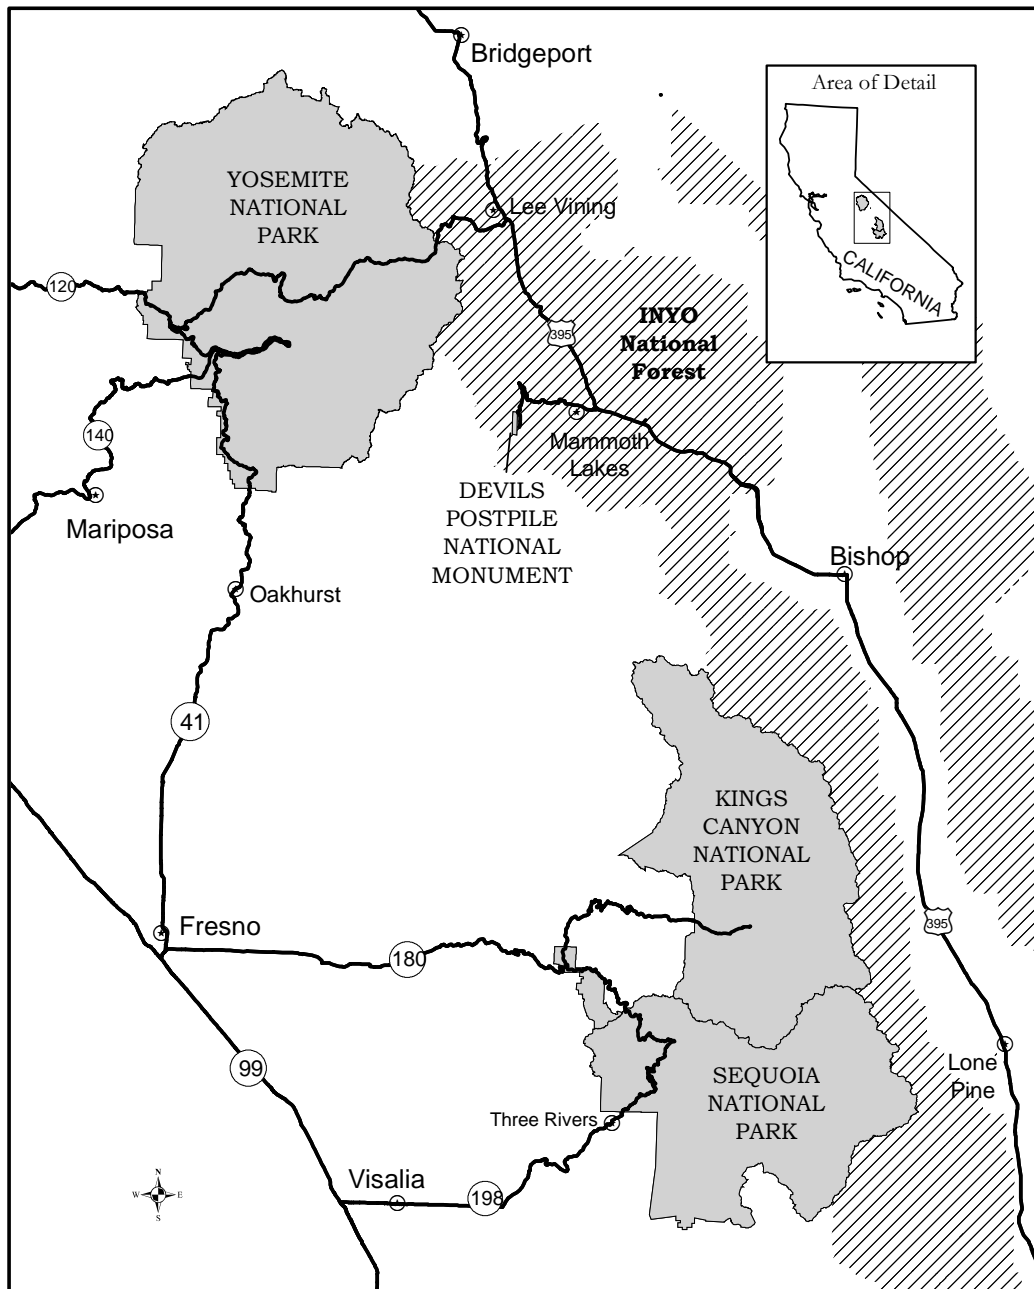 Bridgeport
Area of Detail
CALIFORNIA
YOSEMITE
NATIONAL
PARK
Lee Vining
120
395
INYO
National
Forest
140
Mammoth
Lakes
Mariposa
DEVILS
POSTPILE
NATIONAL
MONUMENT
Bishop
Oakhurst
41
KINGS
CANYON
NATIONAL
PARK
Fresno
180
395
99
Lone
Pine
SEQUOIA
NATIONAL
PARK
Three Rivers
Visalia
198
N
W E
S